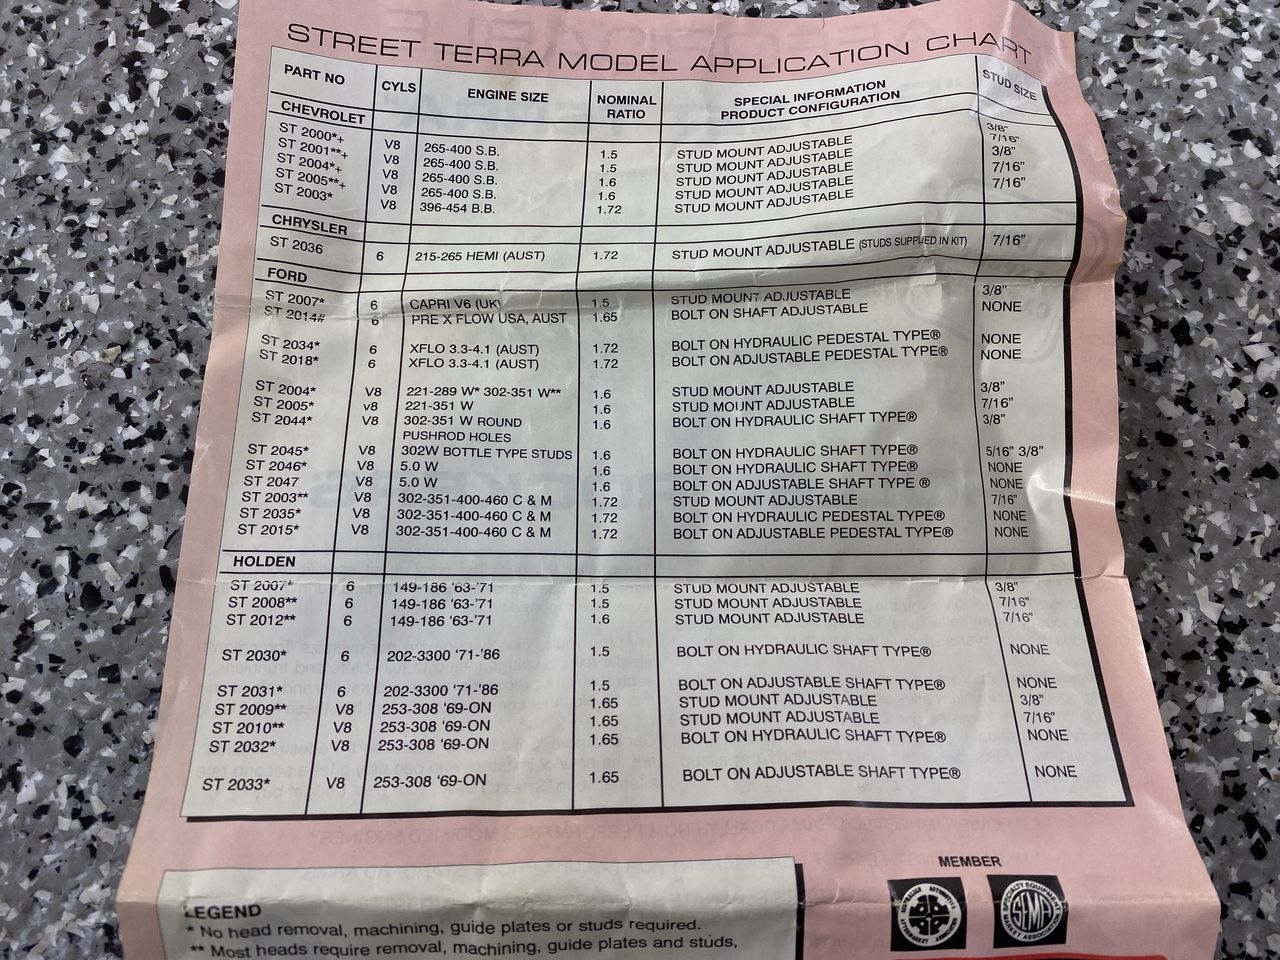 STREET TERRA MODEL APPLICATION CHART
PART NO CYLS ENGINE SIZE NOMINAL RATIO SPECIAL INFORMATION PRODUCT CONFIGURATION STUD SIZE
CHEVROLET
ST 2000*+ V8 265-400 S.B. 1.5 STUD MOUNT ADJUSTABLE 3/8"
ST 2001**+ V8 265-400 S.B. 1.5 STUD MOUNT ADJUSTABLE 7/16"
ST 2004*+ V8 265-400 S.B. 1.6 STUD MOUNT ADJUSTABLE 3/8"
ST 2005**+ V8 265-400 S.B. 1.6 STUD MOUNT ADJUSTABLE 7/16"
ST 2003* V8 396-454 B.B. 1.72 STUD MOUNT ADJUSTABLE 7/16"
CHRYSLER
ST 2036 6 215-265 HEMI (AUST) 1.72 STUD MOUNT ADJUSTABLE (STUDS SUPPLIED IN KIT) 7/16"
FORD
ST 2007* 6 CAPRI V6 (UK) 1.5 STUD MOUNT ADJUSTABLE 3/8"
ST 2014# 6 PRE X FLOW USA, AUST 1.65 BOLT ON SHAFT ADJUSTABLE NONE
ST 2034* 6 XFLO 3.3-4.1 (AUST) 1.72 BOLT ON HYDRAULIC PEDESTAL TYPE® NONE
ST 2018* 6 XFLO 3.3-4.1 (AUST) 1.72 BOLT ON ADJUSTABLE PEDESTAL TYPE® NONE
ST 2004* V8 221-289 W* 302-351 W** 1.6 STUD MOUNT ADJUSTABLE 3/8"
ST 2005* V8 221-351 W 1.6 STUD MOUNT ADJUSTABLE 7/16"
ST 2044* V8 302-351 W ROUND 1.6 BOLT ON HYDRAULIC SHAFT TYPE® 3/8"
PUSHROD HOLES
ST 2045* V8 302W BOTTLE TYPE STUDS 1.6 BOLT ON HYDRAULIC SHAFT TYPE® 5/16" 3/8"
ST 2046* V8 5.0 W 1.6 BOLT ON HYDRAULIC SHAFT TYPE® NONE
ST 2047 V8 5.0 W 1.6 BOLT ON ADJUSTABLE SHAFT TYPE ® NONE
ST 2003** V8 302-351-400-460 C & M 1.72 STUD MOUNT ADJUSTABLE 7/16"
ST 2035* V8 302-351-400-460 C & M 1.72 BOLT ON HYDRAULIC PEDESTAL TYPE® NONE
ST 2015* V8 302-351-400-460 C & M 1.72 BOLT ON ADJUSTABLE PEDESTAL TYPE® NONE
HOLDEN
ST 2007* 6 149-186 '63-'71 1.5 STUD MOUNT ADJUSTABLE 3/8"
ST 2008** 6 149-186 '63-'71 1.5 STUD MOUNT ADJUSTABLE 7/16"
ST 2012** 6 149-186 '63-'71 1.6 STUD MOUNT ADJUSTABLE 7/16"
ST 2030* 6 202-3300 '71-'86 1.5 BOLT ON HYDRAULIC SHAFT TYPE® NONE
ST 2031* 6 202-3300 '71-'86 1.5 BOLT ON ADJUSTABLE SHAFT TYPE® NONE
ST 2009** V8 253-308 '69-ON 1.65 STUD MOUNT ADJUSTABLE 3/8"
ST 2010** V8 253-308 '69-ON 1.65 STUD MOUNT ADJUSTABLE 7/16"
ST 2032* V8 253-308 '69-ON 1.65 BOLT ON HYDRAULIC SHAFT TYPE® NONE
ST 2033* V8 253-308 '69-ON 1.65 BOLT ON ADJUSTABLE SHAFT TYPE® NONE
MEMBER
LEGEND
* No head removal, machining, guide plates or studs required.
** Most heads require removal, machining, guide plates and studs,
AUSTRALIAN AUTOMOTIVE AFTERMARKET ASSOCIATION
SPECIALTY EQUIPMENT MARKET ASSOCIATION
SEMA